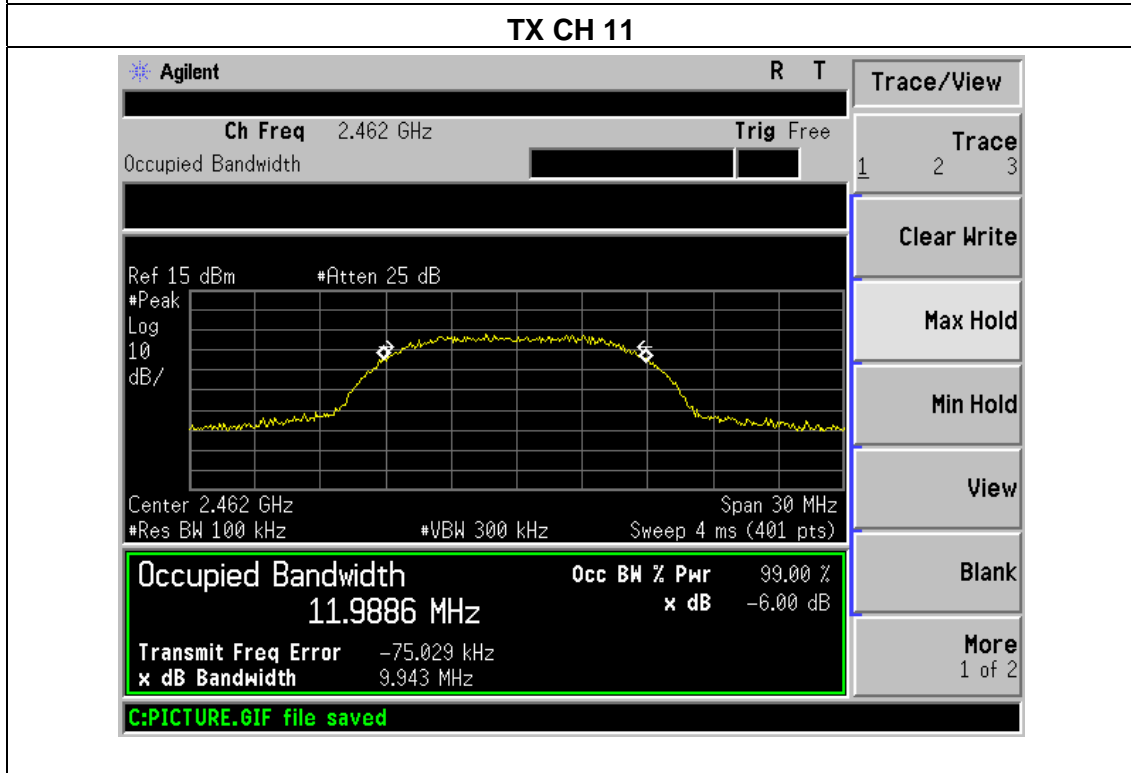 TX CH 11
Agilent R T
Ch Freq 2.462 GHz Trig Free
Occupied Bandwidth
Ref 15 dBm #Atten 25 dB
#Peak
Log
10
dB/
Center 2.462 GHz Span 30 MHz
#Res BW 100 kHz #VBW 300 kHz Sweep 4 ms (401 pts)
Occupied Bandwidth Occ BW % Pwr 99.00 %
11.9886 MHz x dB -6.00 dB
Transmit Freq Error -75.029 kHz
x dB Bandwidth 9.943 MHz
C:PICTURE.GIF file saved
Trace/View
Trace
1 2 3
Clear Write
Max Hold
Min Hold
View
Blank
More
1 of 2